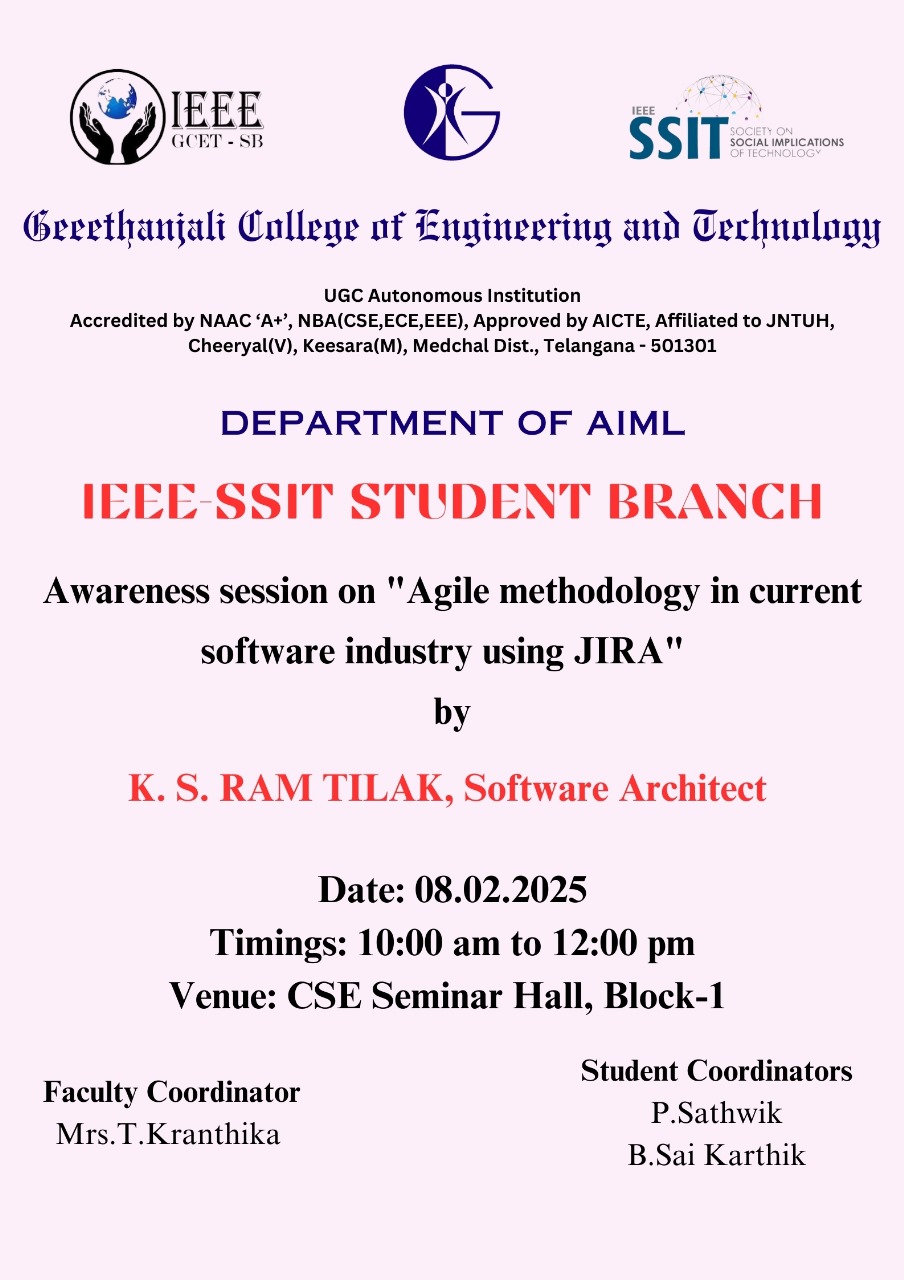 IEEE
GCET - SB
G
IEEE
SSIT
SOCIETY ON
SOCIAL IMPLICATIONS
OF TECHNOLOGY
Geeethanjali College of Engineering and Technology
UGC Autonomous Institution
Accredited by NAAC ‘A+’, NBA(CSE,ECE,EEE), Approved by AICTE, Affiliated to JNTUH,
Cheeryal(V), Keesara(M), Medchal Dist., Telangana - 501301
DEPARTMENT OF AIML
IEEE-SSIT STUDENT BRANCH
Awareness session on "Agile methodology in current
software industry using JIRA"
by
K. S. RAM TILAK, Software Architect
Date: 08.02.2025
Timings: 10:00 am to 12:00 pm
Venue: CSE Seminar Hall, Block-1
Faculty Coordinator
Mrs.T.Kranthika
Student Coordinators
P.Sathwik
B.Sai Karthik